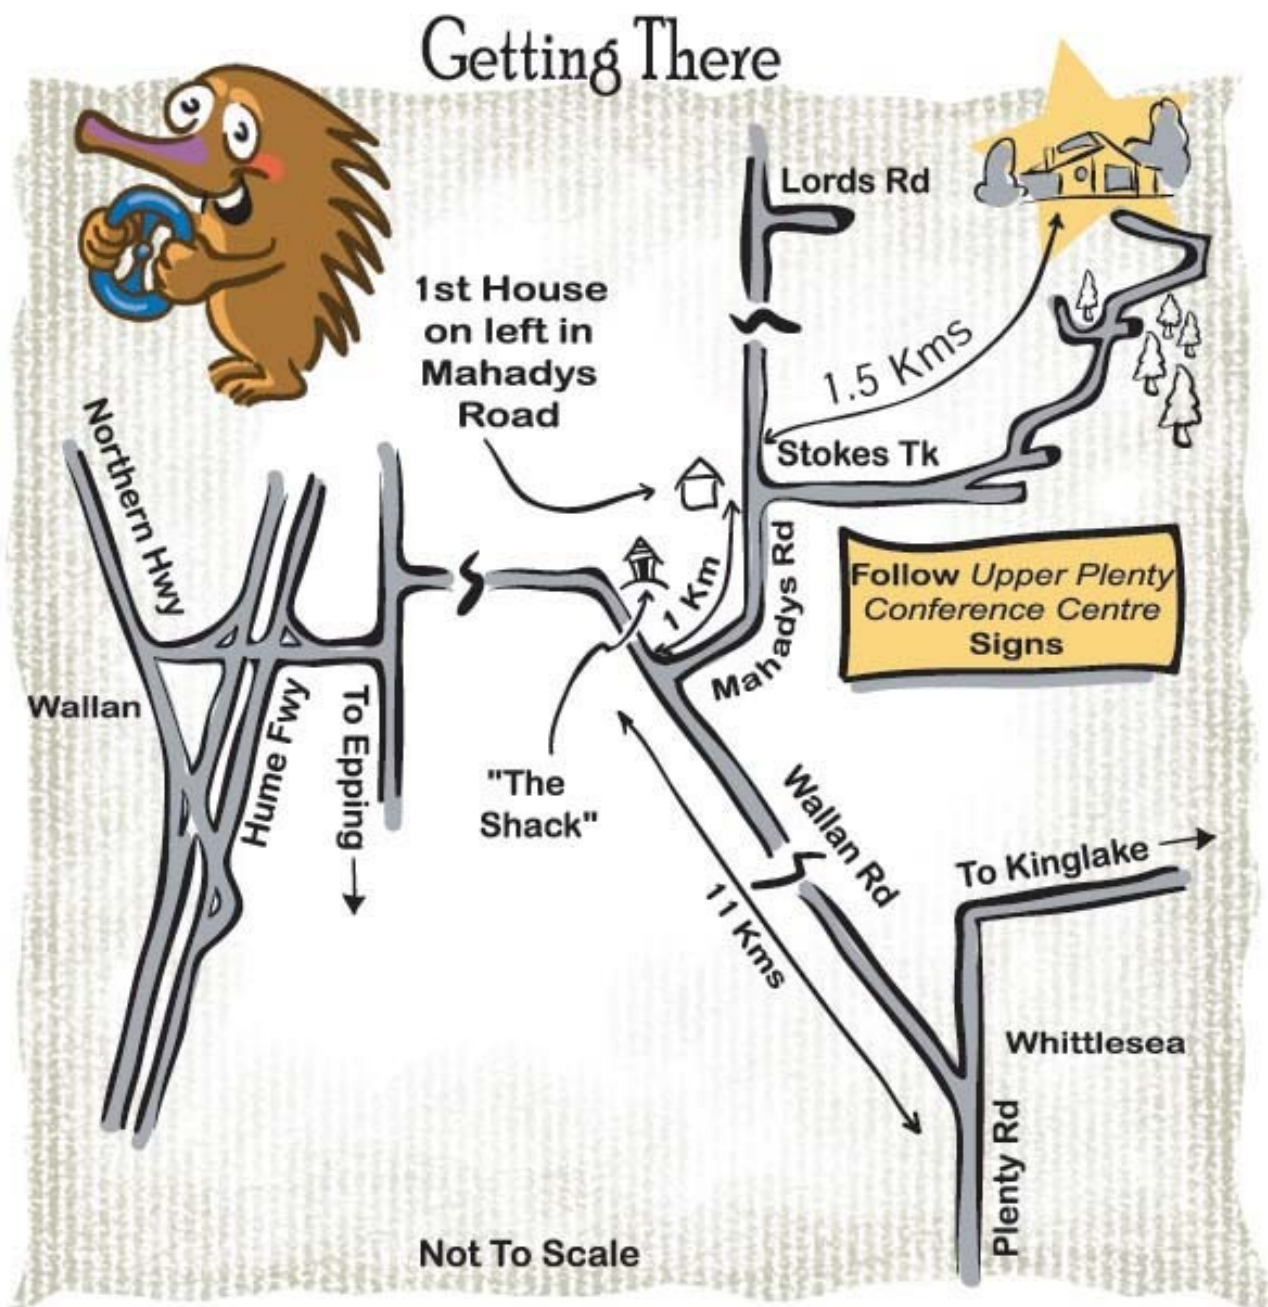 Getting There
Lords Rd
1st House
on left in
Mahadys
Road
1.5 Kms
Northern Hwy
Stokes Tk
Mahadys Rd
1 Km
Follow Upper Plenty
Conference Centre
Signs
Wallan
Hume Fwy
To Epping
"The
Shack"
Wallan Rd
11 Kms
To Kinglake
Whittlesea
Plenty Rd
Not To Scale